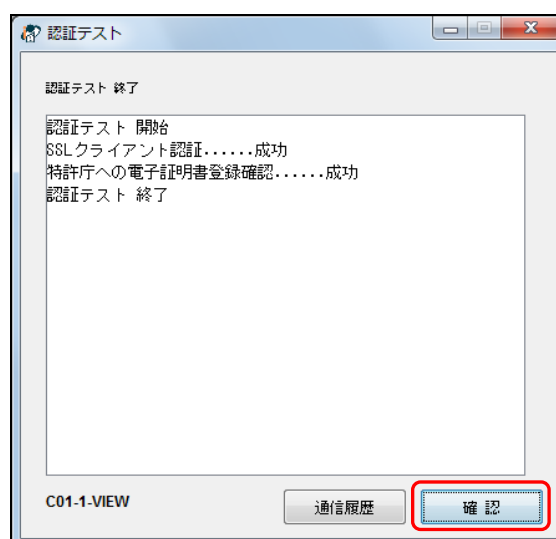 認証テスト
認証テスト 終了
認証テスト 開始
SSLクライアント認証......成功
特許庁への電子証明書登録確認......成功
認証テスト 終了
C01-1-VIEW
通信履歴
確 認